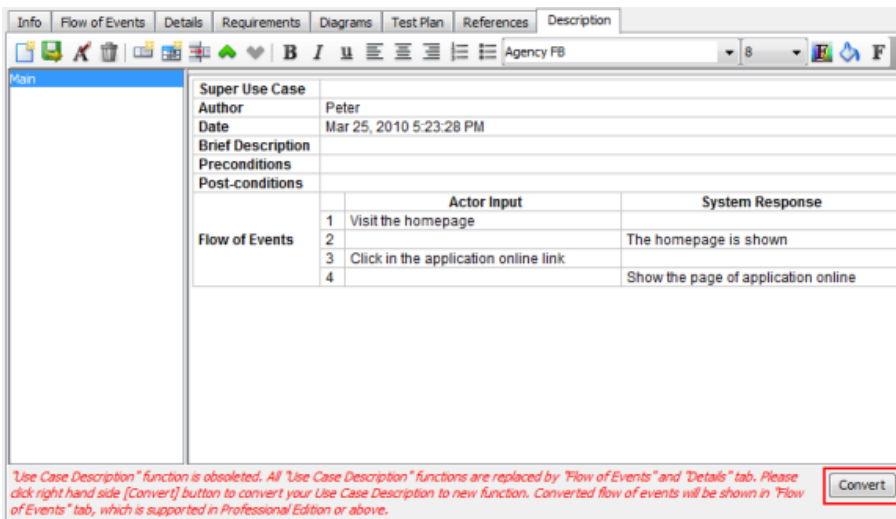 Info Flow of Events Details Requirements Diagrams Test Plan References Description
B I u Agency FB 8 F F
Main
Super Use Case
Author Peter
Date Mar 25, 2010 5:23:28 PM
Brief Description
Preconditions
Post-conditions
Actor Input System Response
1 Visit the homepage
Flow of Events 2 The homepage is shown
3 Click in the application online link
4 Show the page of application online
"Use Case Description" function is obsoleted. All "Use Case Description" functions are replaced by "Flow of Events" and "Details" tab. Please
click right hand side [Convert] button to convert your Use Case Description to new function. Converted flow of events will be shown in "Flow
of Events" tab, which is supported in Professional Edition or above.
Convert